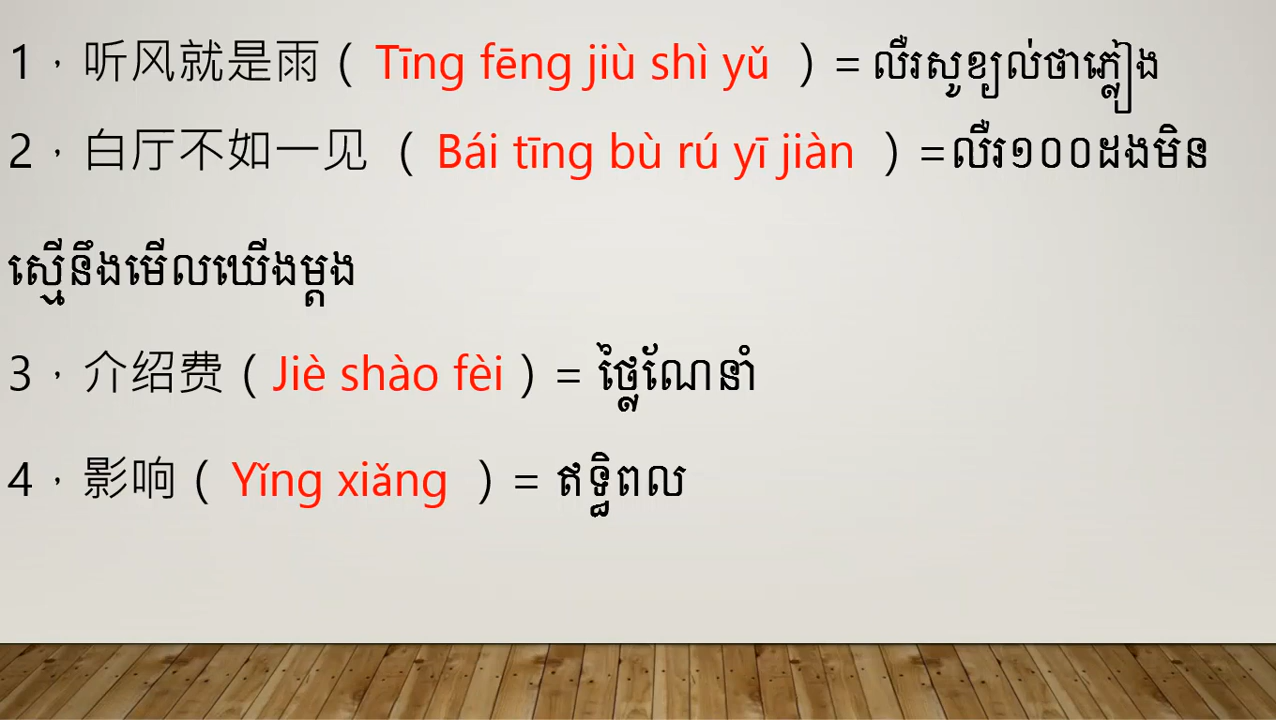 1，听风就是雨（ Tīng fēng jiù shì yǔ ）= លឺរសូខ្យល់ថាភ្លៀង
2，白厅不如一见 （ Bái tīng bù rú yī jiàn ）=លឺរ១០០ដងមិន
ស្មើនឹងមើលឃើងម្តង
3，介绍费（Jiè shào fèi）= ថ្លៃណែនាំ
4，影响（ Yǐng xiǎng ）= ឥទ្ធិពល